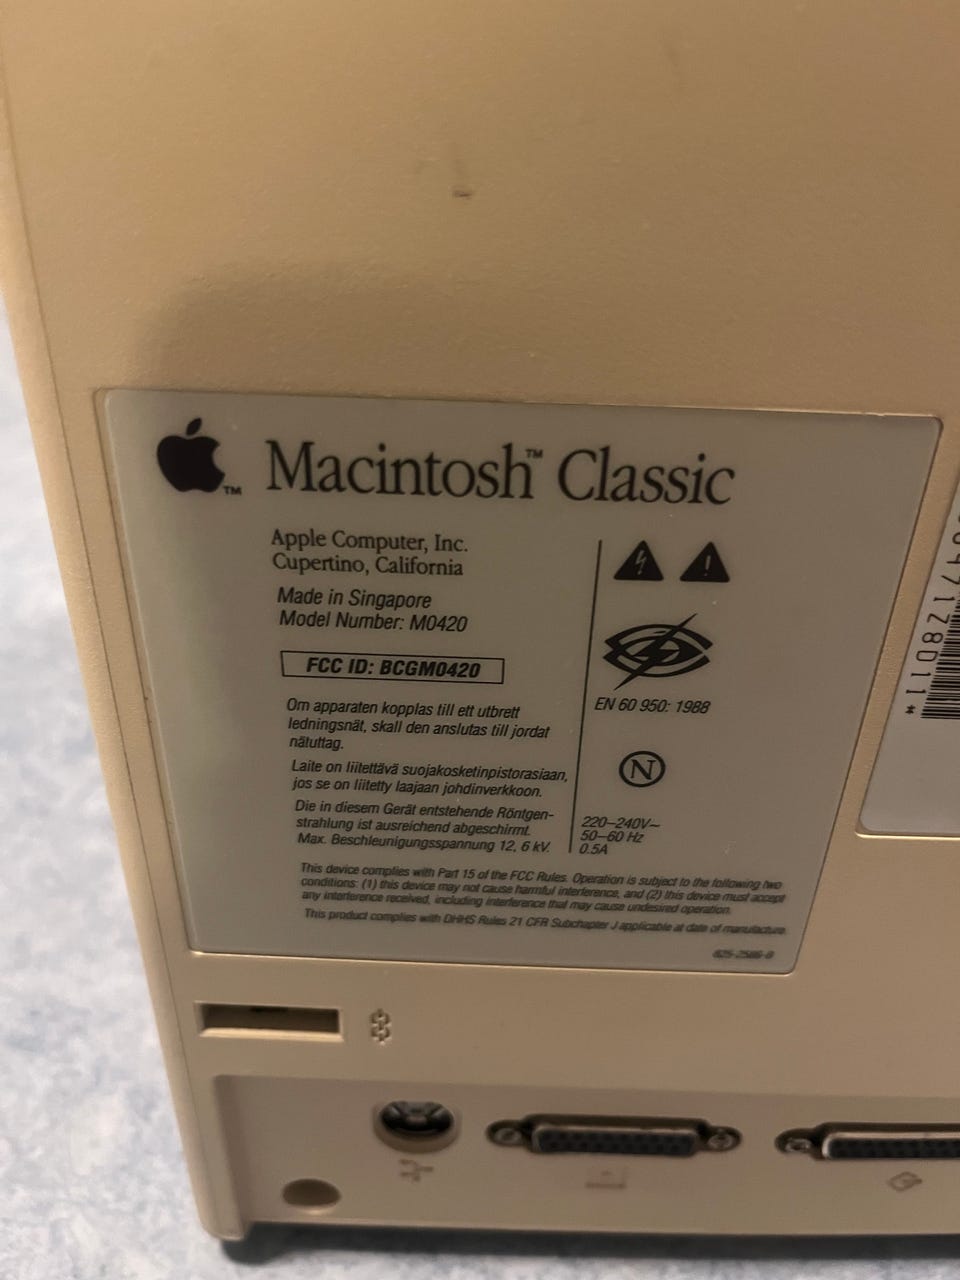 Macintosh™ Classic
™
Apple Computer, Inc.
Cupertino, California
Made in Singapore
Model Number: M0420
FCC ID: BCGM0420
Om apparaten kopplas till ett utbrett
ledningsnät, skall den anslutas till jordat
nätuttag.
Laite on liitettävä suojakosketinpistorasiaan,
jos se on liitetty laajaan johdinverkkoon.
Die in diesem Gerät entstehende Röntgen-
strahlung ist ausreichend abgeschirmt.
Max. Beschleunigungsspannung 12, 6 kV.
EN 60 950: 1988
N
220–240V~
50–60 Hz
0.5A
This device complies with Part 15 of the FCC Rules. Operation is subject to the following two
conditions: (1) this device may not cause harmful interference, and (2) this device must accept
any interference received, including interference that may cause undesired operation.
This product complies with DHHS Rules 21 CFR Subchapter J applicable at date of manufacture.